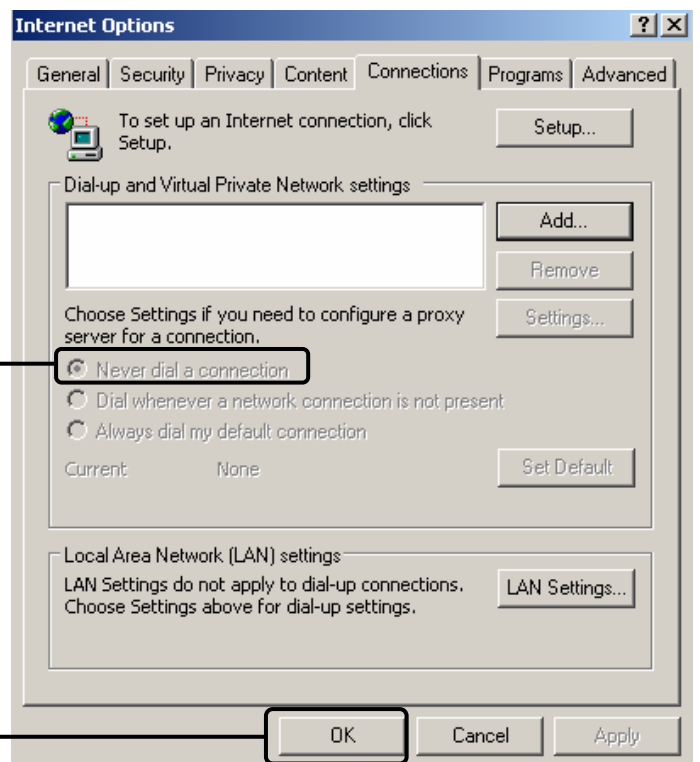 Internet Options
General Security Privacy Content Connections Programs Advanced
To set up an Internet connection, click
Setup.
Setup...
Dial-up and Virtual Private Network settings
Add...
Remove
Choose Settings if you need to configure a proxy
server for a connection.
Settings...
Never dial a connection
Dial whenever a network connection is not present
Always dial my default connection
Current None Set Default
Local Area Network (LAN) settings
LAN Settings do not apply to dial-up connections.
Choose Settings above for dial-up settings.
LAN Settings...
OK Cancel Apply